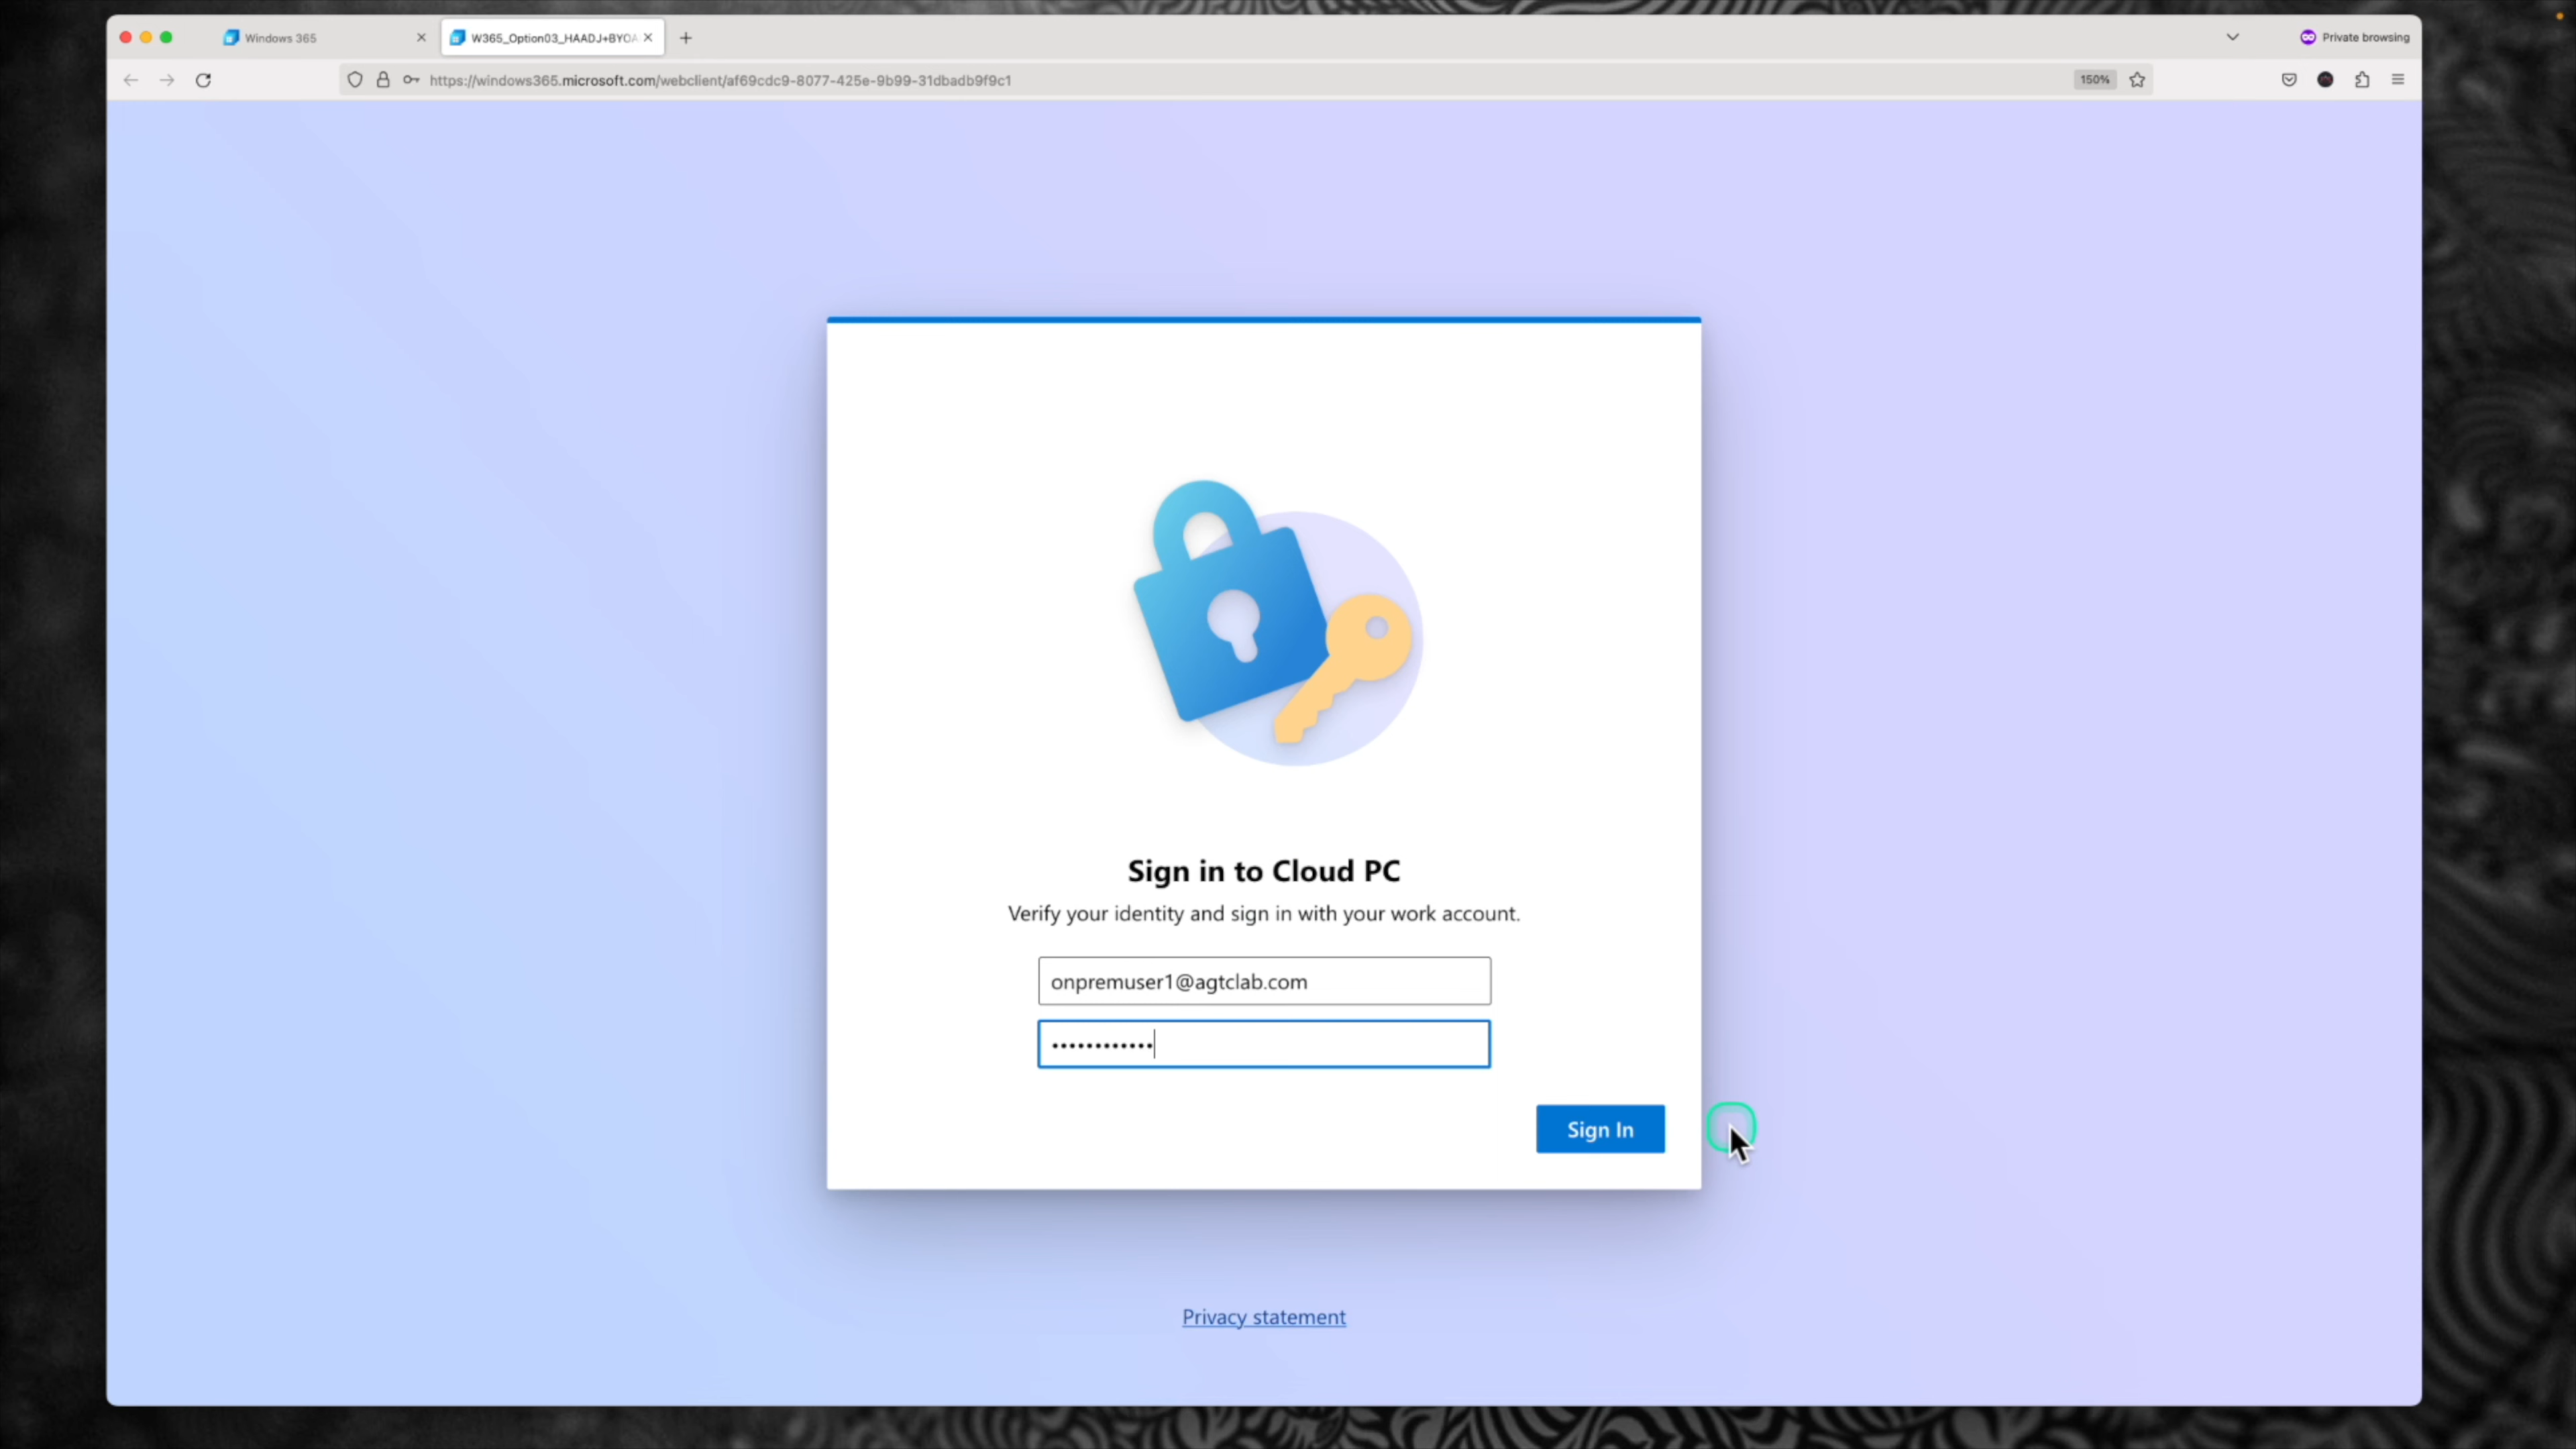 Windows 365
W365_Option03_HAADJ+BYOA
Private browsing
https://windows365.microsoft.com/webclient/af69cdc9-8077-425e-9b99-31dbadb9f9c1
150%
Sign in to Cloud PC
Verify your identity and sign in with your work account.
onpremuser1@agtclab.com
••••••••••••
Sign In
Privacy statement